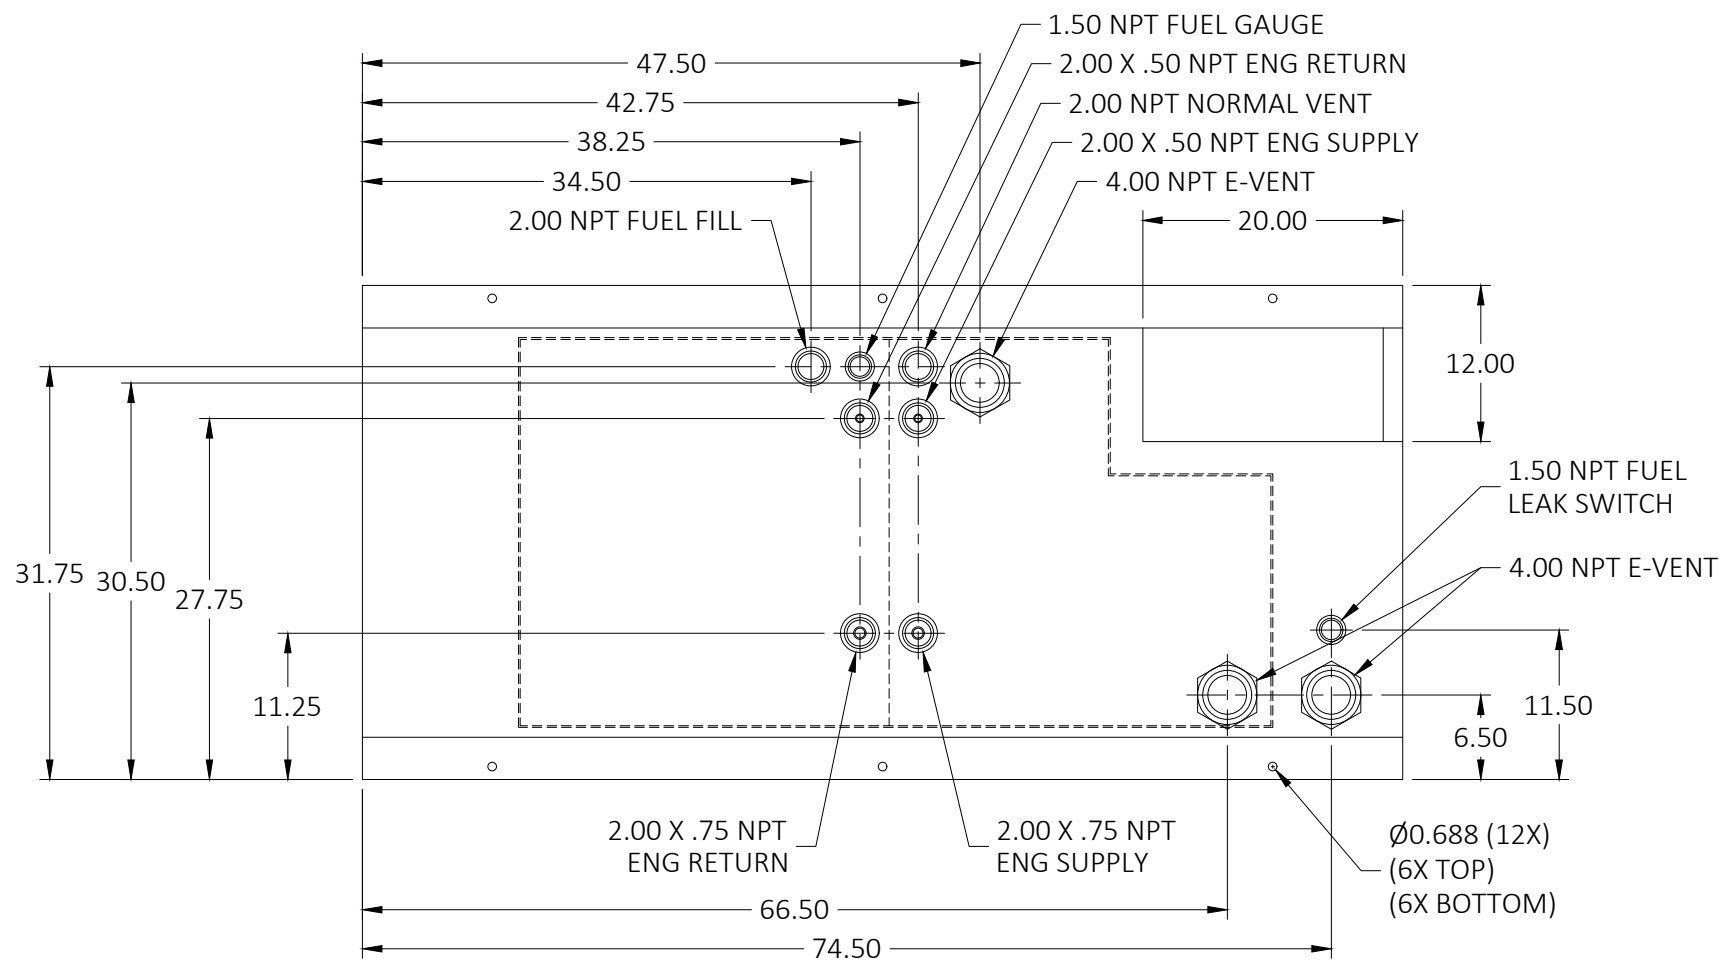 1.50 NPT FUEL GAUGE
47.50
2.00 X .50 NPT ENG RETURN
42.75
2.00 NPT NORMAL VENT
38.25
2.00 X .50 NPT ENG SUPPLY
34.50
4.00 NPT E-VENT
2.00 NPT FUEL FILL
20.00
12.00
1.50 NPT FUEL
LEAK SWITCH
4.00 NPT E-VENT
31.75
30.50
27.75
11.25
11.50
6.50
2.00 X .75 NPT
ENG RETURN
2.00 X .75 NPT
ENG SUPPLY
Ø0.688 (12X)
(6X TOP)
(6X BOTTOM)
66.50
74.50